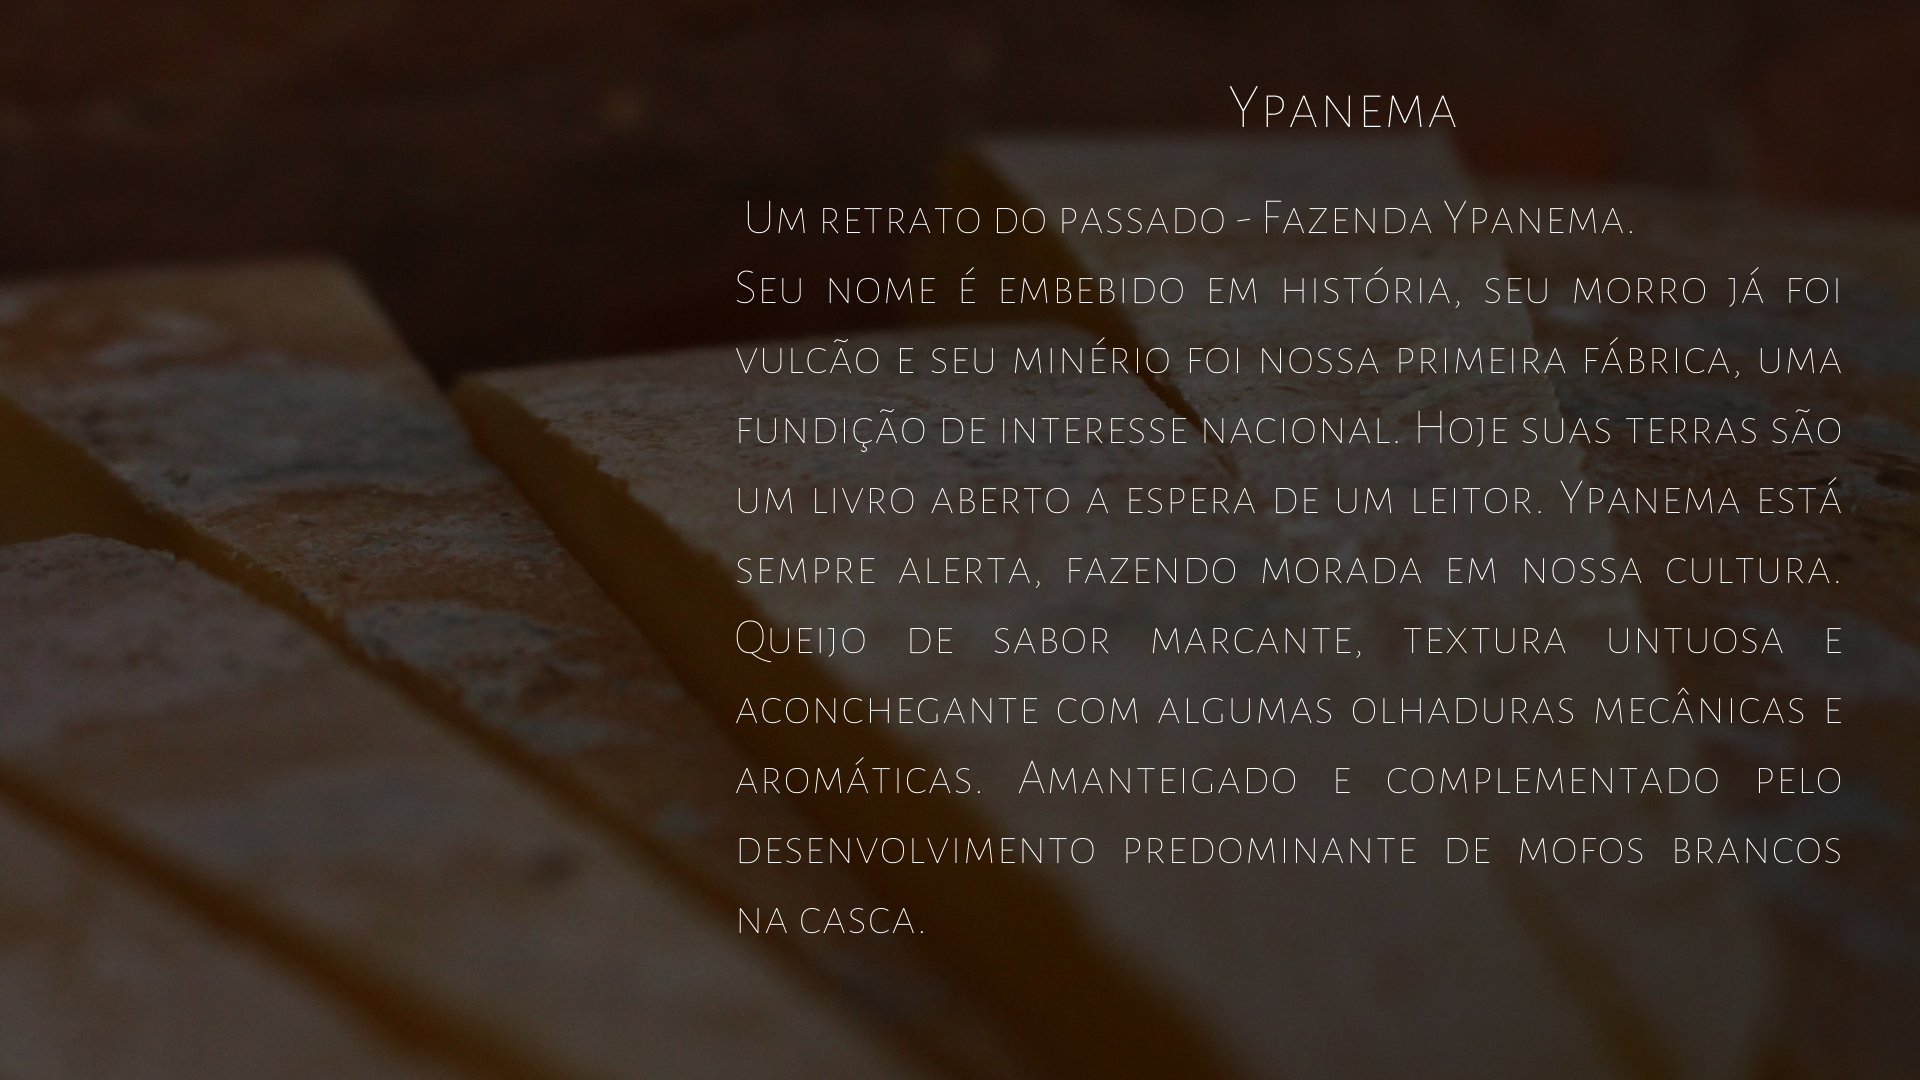 Ypanema
Um retrato do passado - Fazenda Ypanema.
Seu nome é embebido em história, seu morro já foi
vulcão e seu minério foi nossa primeira fábrica, uma
fundição de interesse nacional. Hoje suas terras são
um livro aberto a espera de um leitor. Ypanema está
sempre alerta, fazendo morada em nossa cultura.
Queijo de sabor marcante, textura untuosa e
aconchegante com algumas olhaduras mecânicas e
aromáticas. Amanteigado e complementado pelo
desenvolvimento predominante de mofos brancos
na casca.